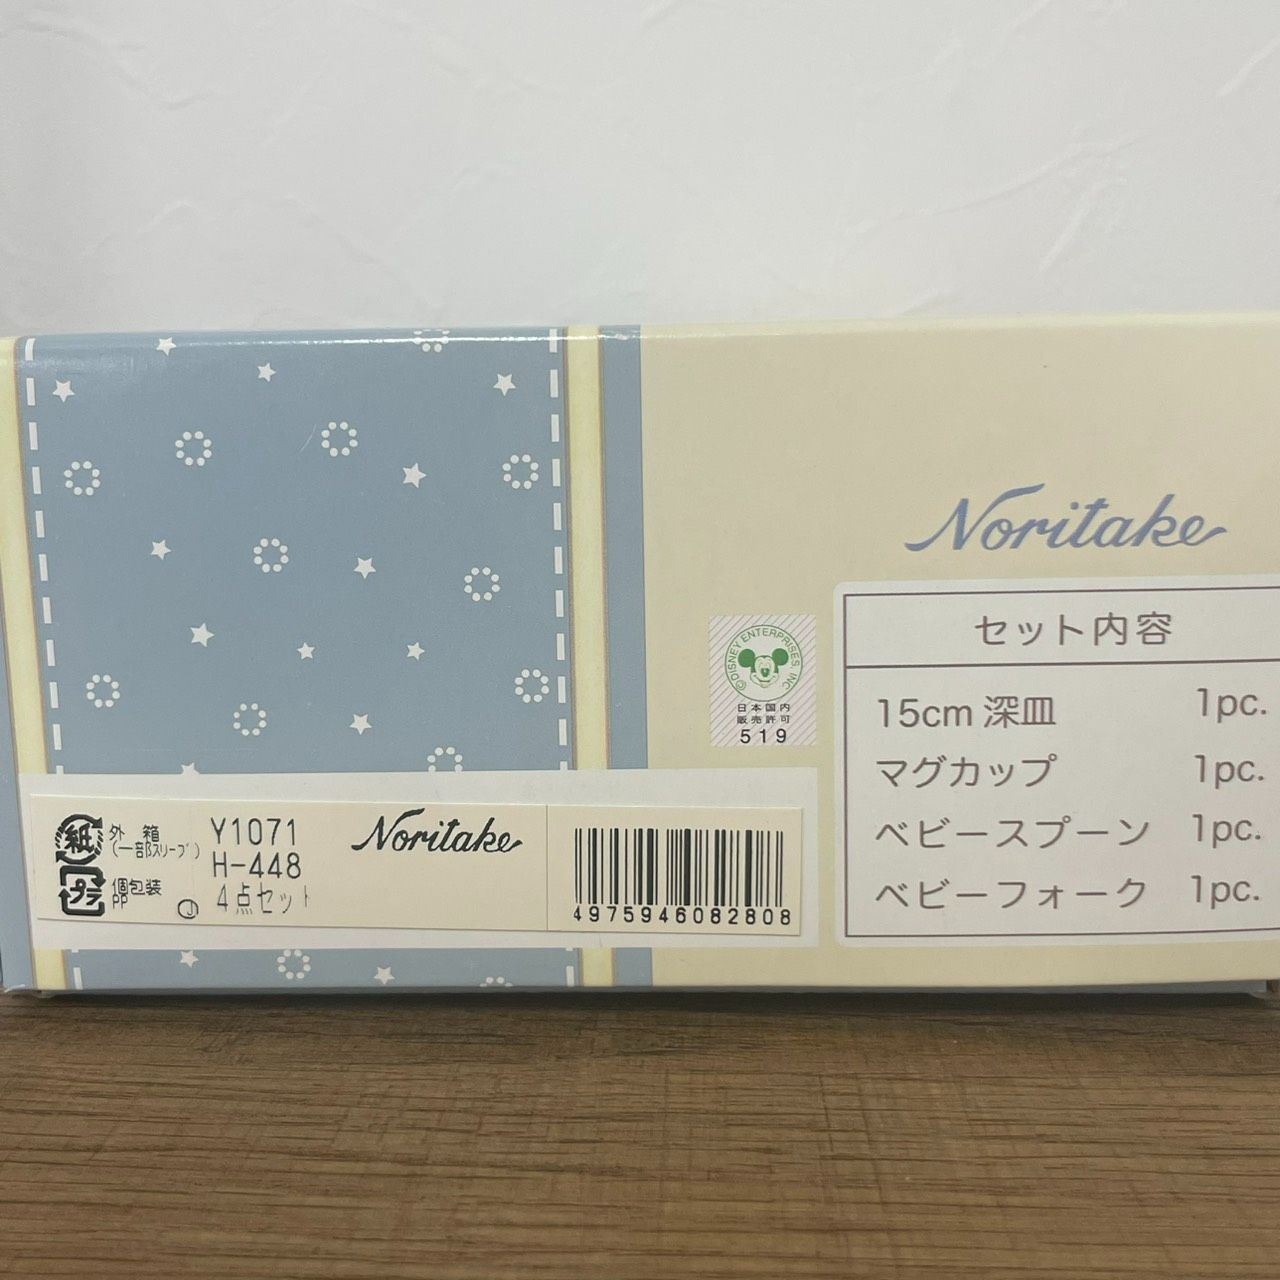 Noritake
セット内容
15cm 深皿 1pc.
マグカップ 1pc.
ベビースプーン 1pc.
ベビーフォーク 1pc.
©DISNEY ENTERPRISES, INC.
日本国内
販売許可
519
紙
外箱
(一部スリーブ)
プラ
個包装
PP
Y1071
H-448
4点セット
J
Noritake
4975946082808